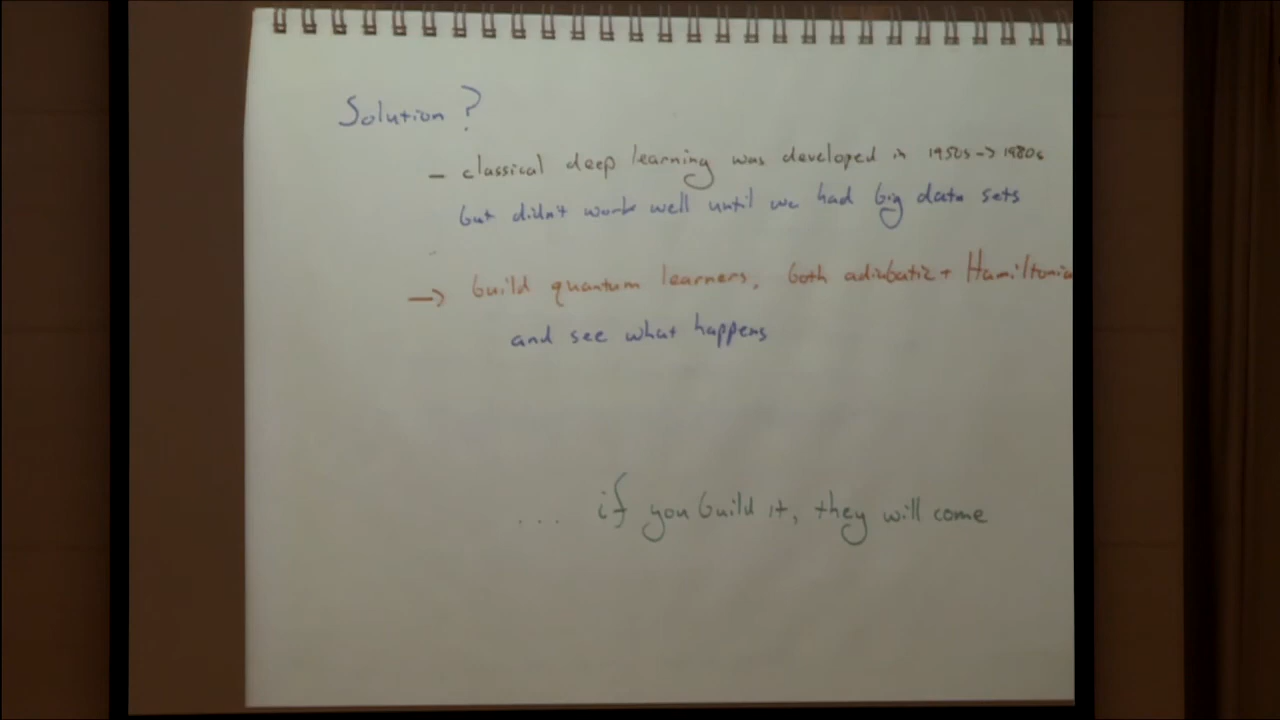 Solution?
- classical deep learning was developed in 1950s -> 1980s
but didn't work well until we had big data sets
-> build quantum learners, both adiabatic + Hamiltonia
and see what happens
... if you build it, they will come